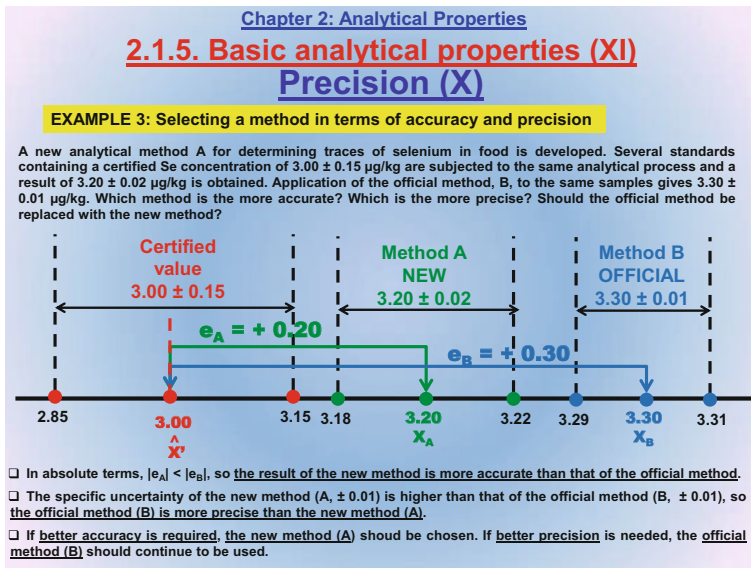 Chapter 2: Analytical Properties
2.1.5. Basic analytical properties (XI)
Precision (X)
EXAMPLE 3: Selecting a method in terms of accuracy and precision
A new analytical method A for determining traces of selenium in food is developed. Several standards
containing a certified Se concentration of 3.00 ± 0.15 µg/kg are subjected to the same analytical process and a
result of 3.20 ± 0.02 µg/kg is obtained. Application of the official method, B, to the same samples gives 3.30 ±
0.01 µg/kg. Which method is the more accurate? Which is the more precise? Should the official method be
replaced with the new method?
Certified
value
3.00 ± 0.15
Method A
NEW
3.20 ± 0.02
Method B
OFFICIAL
3.30 ± 0.01
eA = + 0.20
eB = + 0.30
2.85 3.00 3.15 3.18 3.20 3.22 3.29 3.30 3.31
X̂' XA XB
❑ In absolute terms, |eA| < |eB|, so the result of the new method is more accurate than that of the official method.
❑ The specific uncertainty of the new method (A, ± 0.01) is higher than that of the official method (B, ± 0.01), so
the official method (B) is more precise than the new method (A).
❑ If better accuracy is required, the new method (A) shoud be chosen. If better precision is needed, the official
method (B) should continue to be used.